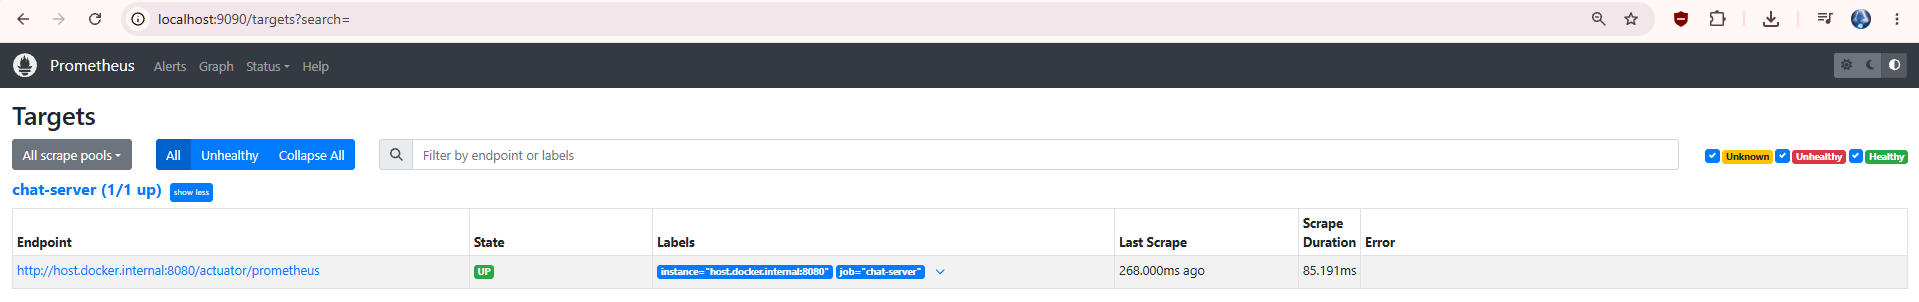 localhost:9090/targets?search=
Prometheus Alerts Graph Status Help
Targets
All scrape pools All Unhealthy Collapse All Filter by endpoint or labels Unknown Unhealthy Healthy
chat-server (1/1 up) show less
Endpoint State Labels Last Scrape Scrape Duration Error
http://host.docker.internal:8080/actuator/prometheus UP instance="host.docker.internal:8080" job="chat-server" 268.000ms ago 85.191ms